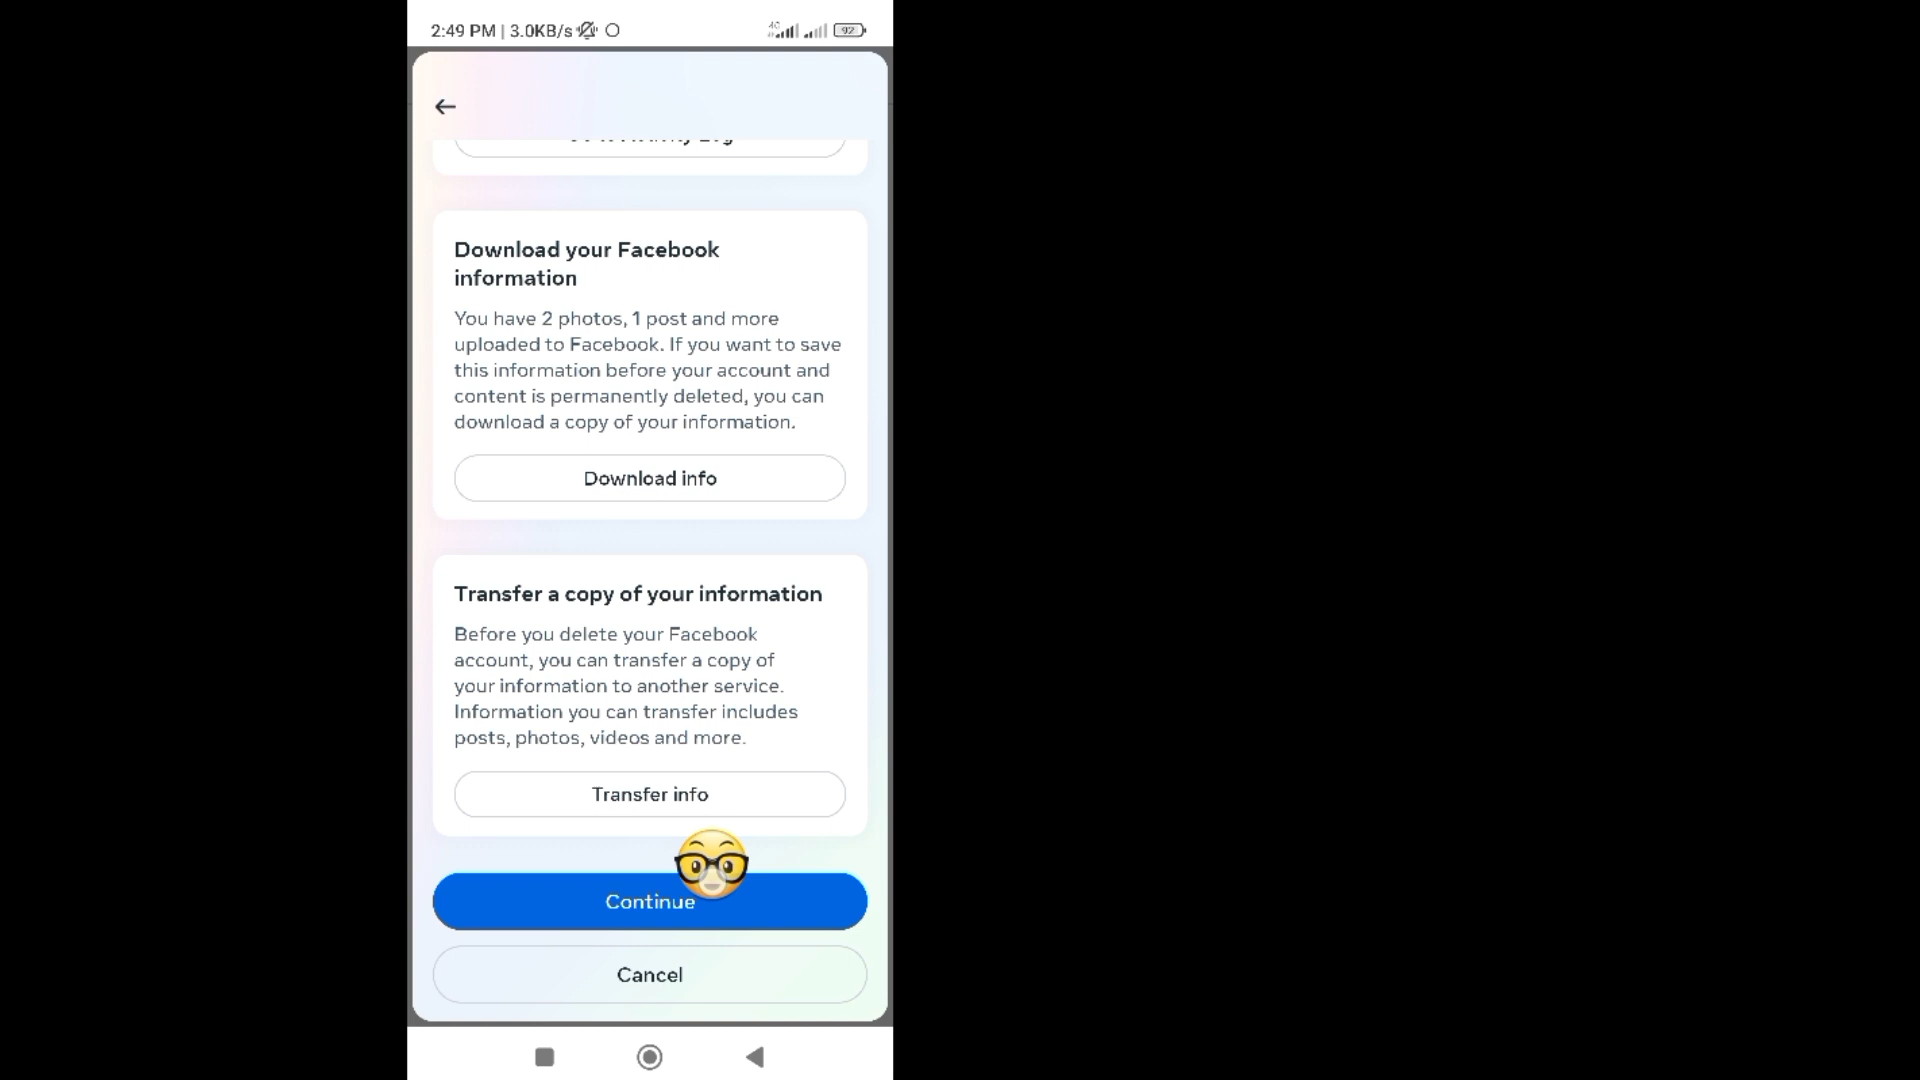 2:49 PM | 3.0KB/s
4G
92
Download your Facebook
information
You have 2 photos, 1 post and more
uploaded to Facebook. If you want to save
this information before your account and
content is permanently deleted, you can
download a copy of your information.
Download info
Transfer a copy of your information
Before you delete your Facebook
account, you can transfer a copy of
your information to another service.
Information you can transfer includes
posts, photos, videos and more.
Transfer info
Continue
Cancel